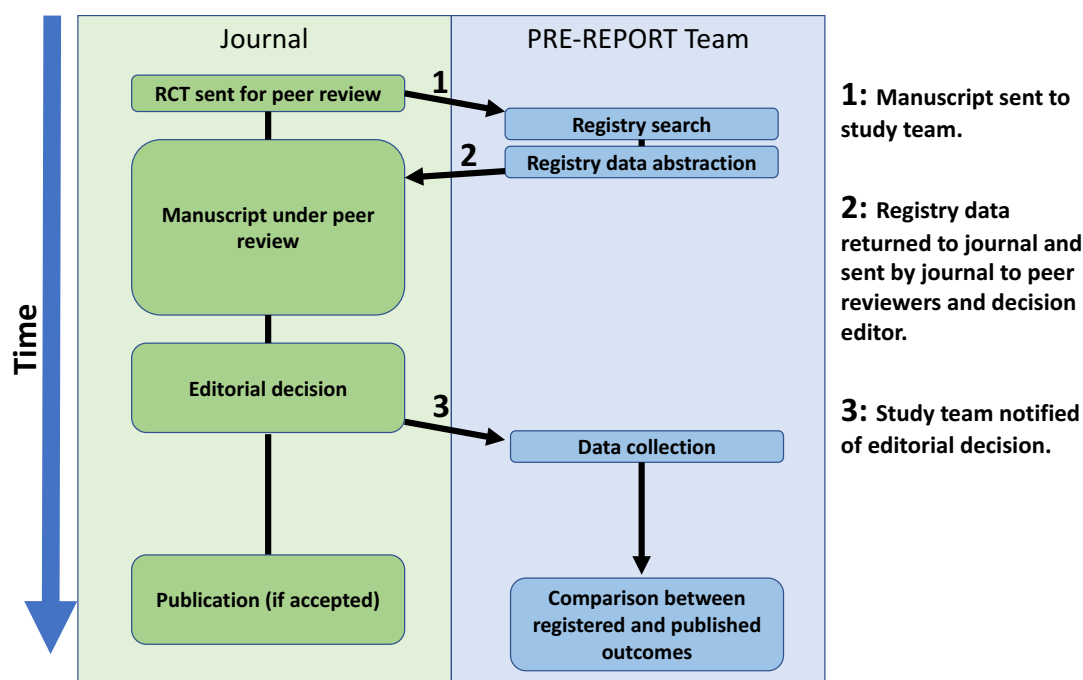 Journal
PRE-REPORT Team
RCT sent for peer review
1
Registry search
2
Registry data abstraction
Manuscript under peer
review
Time
Editorial decision
3
Data collection
Publication (if accepted)
Comparison between
registered and published
outcomes
1: Manuscript sent to
study team.
2: Registry data
returned to journal and
sent by journal to peer
reviewers and decision
editor.
3: Study team notified
of editorial decision.